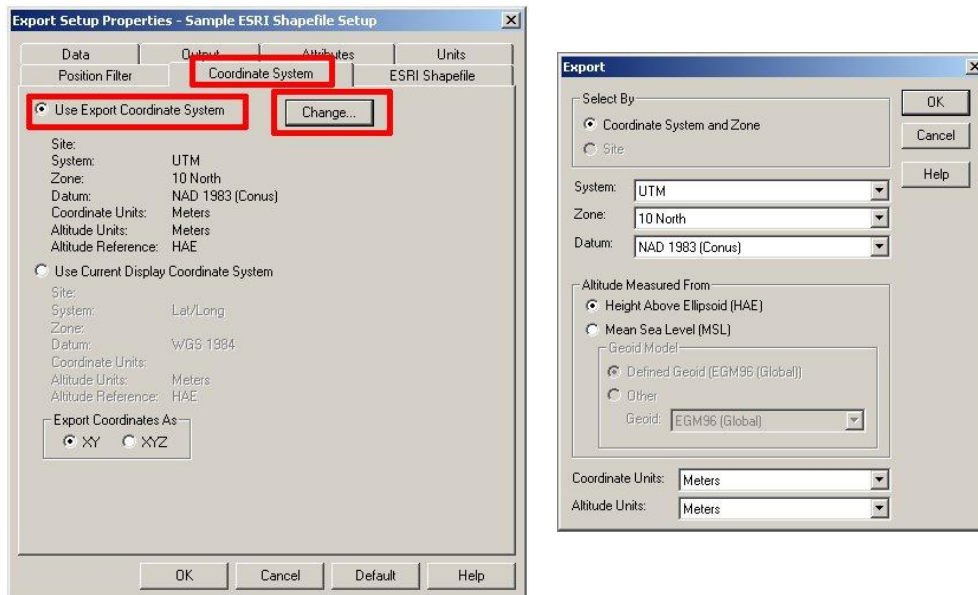 Export Setup Properties - Sample ESRI Shapefile Setup
Data Output Attributes Units
Position Filter Coordinate System ESRI Shapefile
Use Export Coordinate System Change...
Site:
System: UTM
Zone: 10 North
Datum: NAD 1983 (Conus)
Coordinate Units: Meters
Altitude Units: Meters
Altitude Reference: HAE
Use Current Display Coordinate System
Site:
System: Lat/Long
Zone:
Datum: WGS 1984
Coordinate Units:
Altitude Units: Meters
Altitude Reference: HAE
Export Coordinates As
XY XYZ
OK Cancel Default Help
Export
Select By
Coordinate System and Zone
Site
OK
Cancel
Help
System: UTM
Zone: 10 North
Datum: NAD 1983 (Conus)
Altitude Measured From
Height Above Ellipsoid (HAE)
Mean Sea Level (MSL)
Geoid Model
Defined Geoid (EGM96 (Global))
Other
Geoid: EGM96 (Global)
Coordinate Units: Meters
Altitude Units: Meters